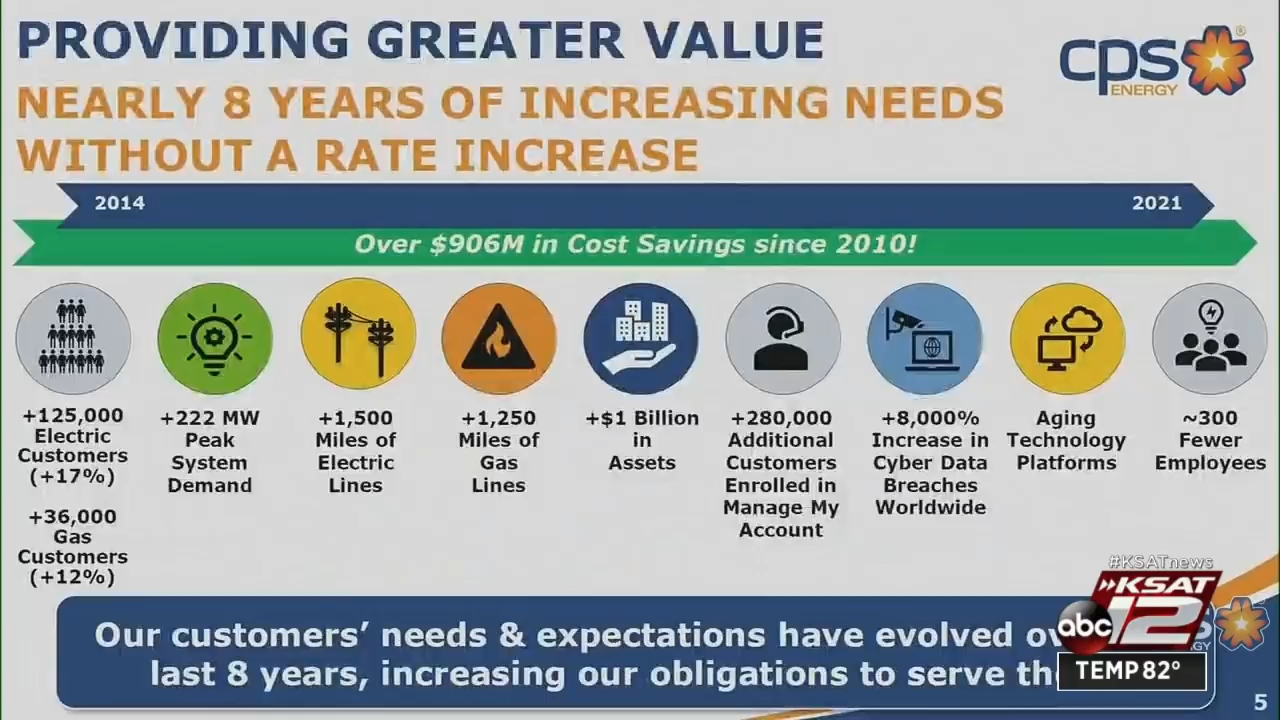 PROVIDING GREATER VALUE
NEARLY 8 YEARS OF INCREASING NEEDS
WITHOUT A RATE INCREASE
cps
ENERGY
®
2014
2021
Over $906M in Cost Savings since 2010!
+125,000
Electric
Customers
(+17%)
+36,000
Gas
Customers
(+12%)
+222 MW
Peak
System
Demand
+1,500
Miles of
Electric
Lines
+1,250
Miles of
Gas
Lines
+$1 Billion
in
Assets
+280,000
Additional
Customers
Enrolled in
Manage My
Account
+8,000%
Increase in
Cyber Data
Breaches
Worldwide
Aging
Technology
Platforms
~300
Fewer
Employees
Our customers’ needs & expectations have evolved
last 8 years, increasing our obligations to serve
#KSATnews
KSAT
abc 12
TEMP 82°
5